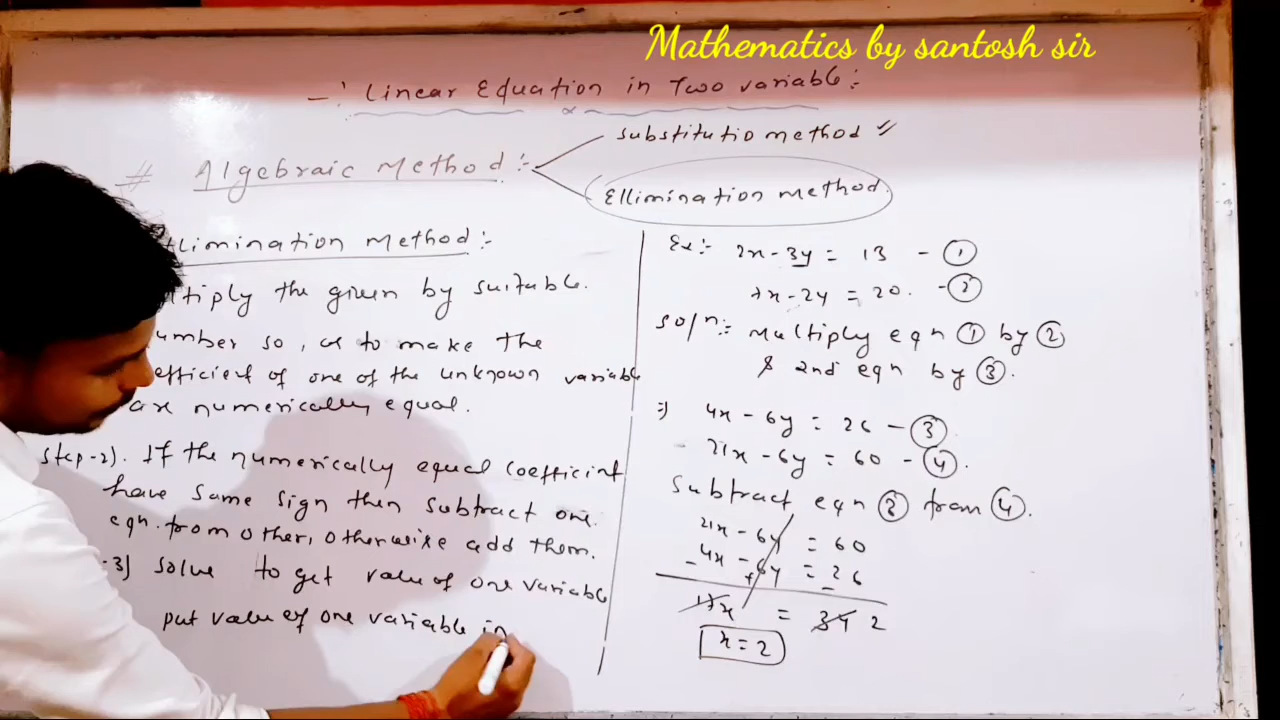 Mathematics by santosh sir
Linear Equation in Two variable:-
# Algebraic Method:-
substitutio method
Ellimination method.
limination method:-
tiply the given by suitable.
umber so, as to make the
efficient of one of the unknown variable
are numerically equal.
Step-2). If the numerically equal coefficient
have same sign then subtract one.
eqn. from other, otherwise add them.
-3) solve to get value of one variable
put value of one variable in
Ex:- 2x-3y = 13 - ①
7x-2y = 20. - ②
so/n:- Multiply eqn ① by ②
& 2nd eqn by ③.
=) 4x - 6y = 26 - ③
21x - 6y = 60 - ④.
Subtract eqn ③ from ④.
21x - 6y = 60
- 4x - 6y = 26
+ -
17x = 34 2
x = 2